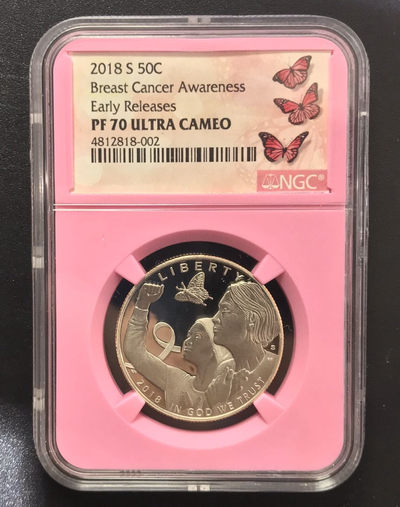 2018 S 50C
Breast Cancer Awareness
Early Releases
PF 70 ULTRA CAMEO
4812818-002
NGC®
LIBERTY
S
2018 IN GOD WE TRUST